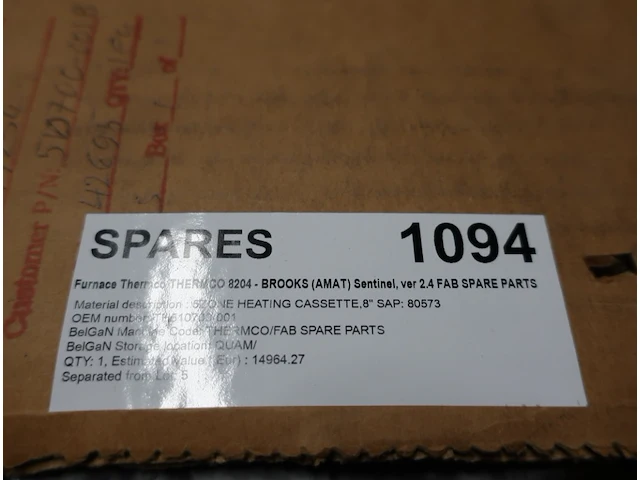 SPARES 1094
Furnace Thermco THERMCO 8204 - BROOKS (AMAT) Sentinel, ver 2.4 FAB SPARE PARTS
Material description : 5ZONE HEATING CASSETTE,8" SAP: 80573
OEM number
BelGaN Machine Code: THERMCO/FAB SPARE PARTS
BelGaN Storage location: QUAM/
QTY: 1, Estimated value ( Eur) : 14964.27
Separated from Lot: 5
Customer P/N.
42695 QTY
Box 1 of